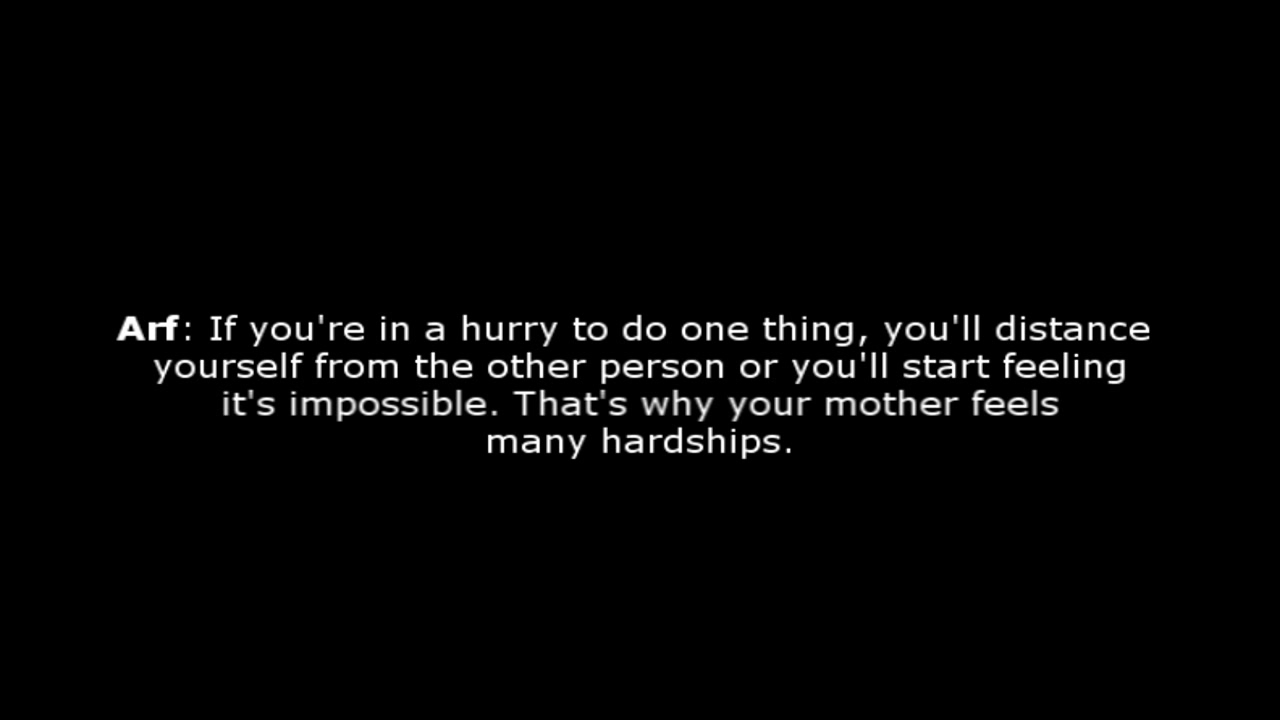 Arf: If you're in a hurry to do one thing, you'll distance
yourself from the other person or you'll start feeling
it's impossible. That's why your mother feels
many hardships.